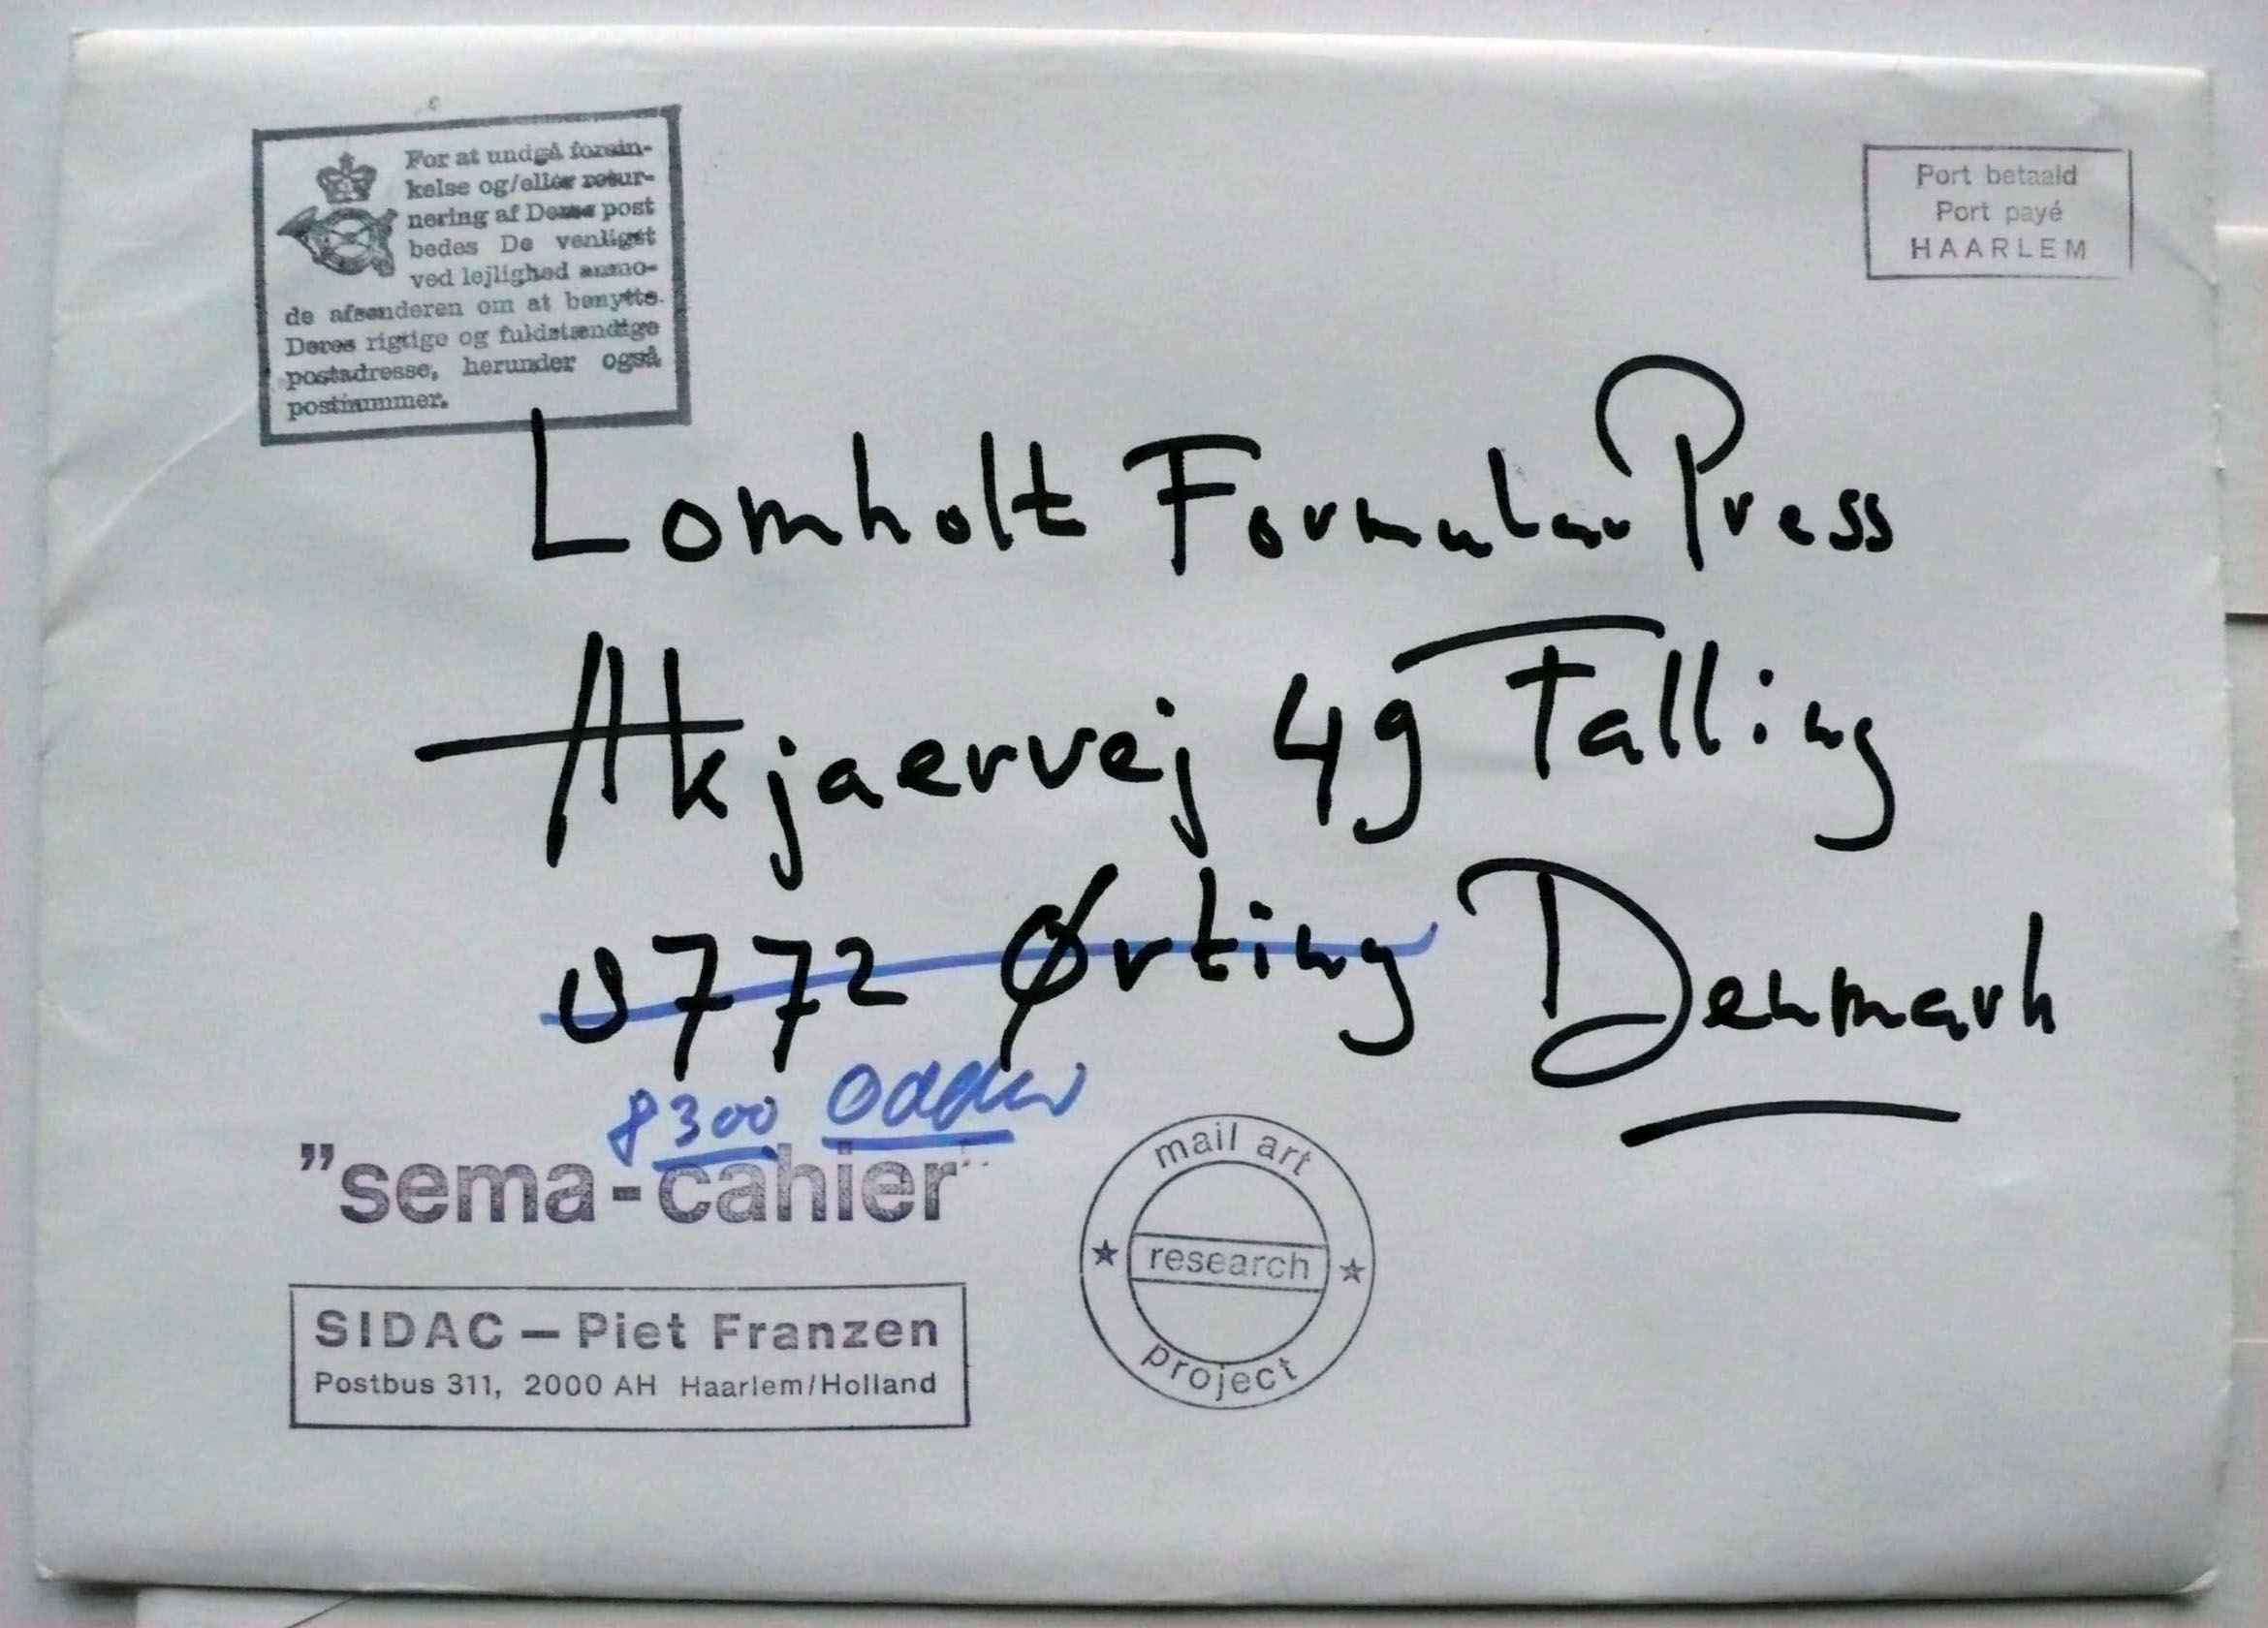 For at undgå forsin-
kelse og/eller retur-
nering af Deres post
bedes De venligst
ved lejlighed anmo-
de afsenderen om at benytte
Deres rigtige og fuldstændige
postadresse, herunder også
postnummer.
Port betaald
Port payé
HAARLEM
Lomholt Formular Press
Akjaervej 49 Falling
0772 Ørting Denmark
8300 Odder
"sema-cahier"
mail art
research
project
SIDAC — Piet Franzen
Postbus 311, 2000 AH Haarlem/Holland